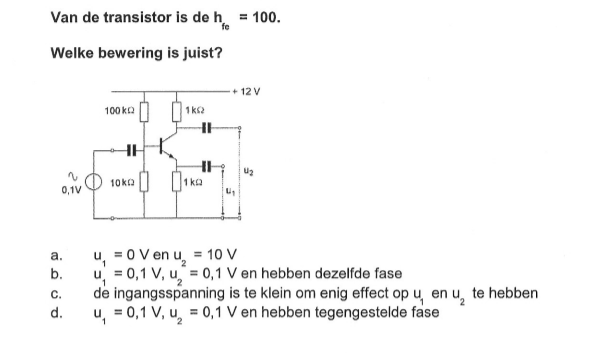 Van de transistor is de h fe = 100.
Welke bewering is juist?
+ 12 V
100 kΩ
1 kΩ
0,1V
10 kΩ
1 kΩ
u1
u2
a. u1 = 0 V en u2 = 10 V
b. u1 = 0,1 V, u2 = 0,1 V en hebben dezelfde fase
c. de ingangsspanning is te klein om enig effect op u1 en u2 te hebben
d. u1 = 0,1 V, u2 = 0,1 V en hebben tegengestelde fase